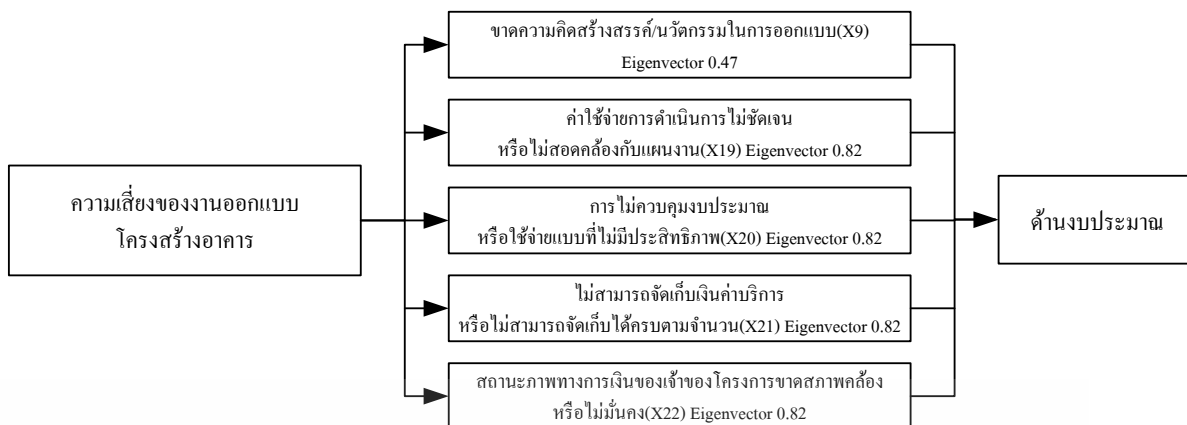 ขาดความคิดสร้างสรรค์/นวัตกรรมในการออกแบบ(X9)
Eigenvector 0.47
ค่าใช้จ่ายการดำเนินการไม่ชัดเจน
หรือไม่สอดคล้องกับแผนงาน(X19) Eigenvector 0.82
ความเสี่ยงของงานออกแบบ
โครงสร้างอาคาร
การไม่ควบคุมงบประมาณ
หรือใช้จ่ายแบบที่ไม่มีประสิทธิภาพ(X20) Eigenvector 0.82
ด้านงบประมาณ
ไม่สามารถจัดเก็บเงินค่าบริการ
หรือไม่สามารถจัดเก็บได้ครบตามจำนวน(X21) Eigenvector 0.82
สถานะภาพทางการเงินของเจ้าของโครงการขาดสภาพคล้อง
หรือไม่มั่นคง(X22) Eigenvector 0.82